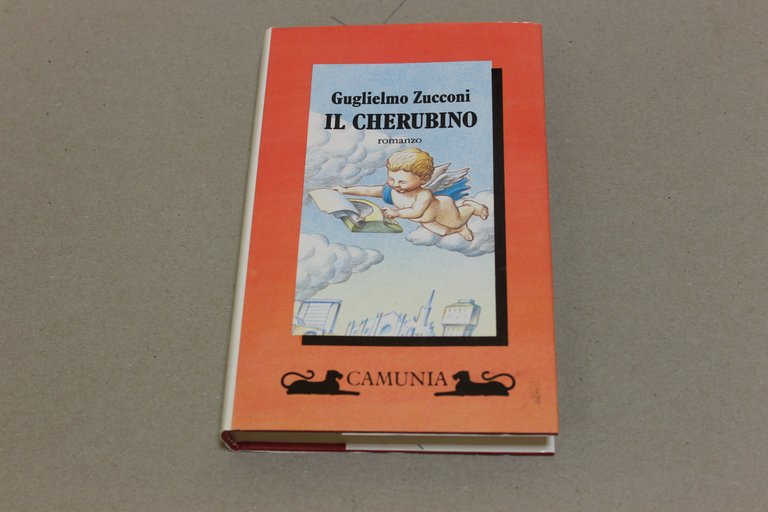 Guglielmo Zucconi
IL CHERUBINO
romanzo
CAMUNIA